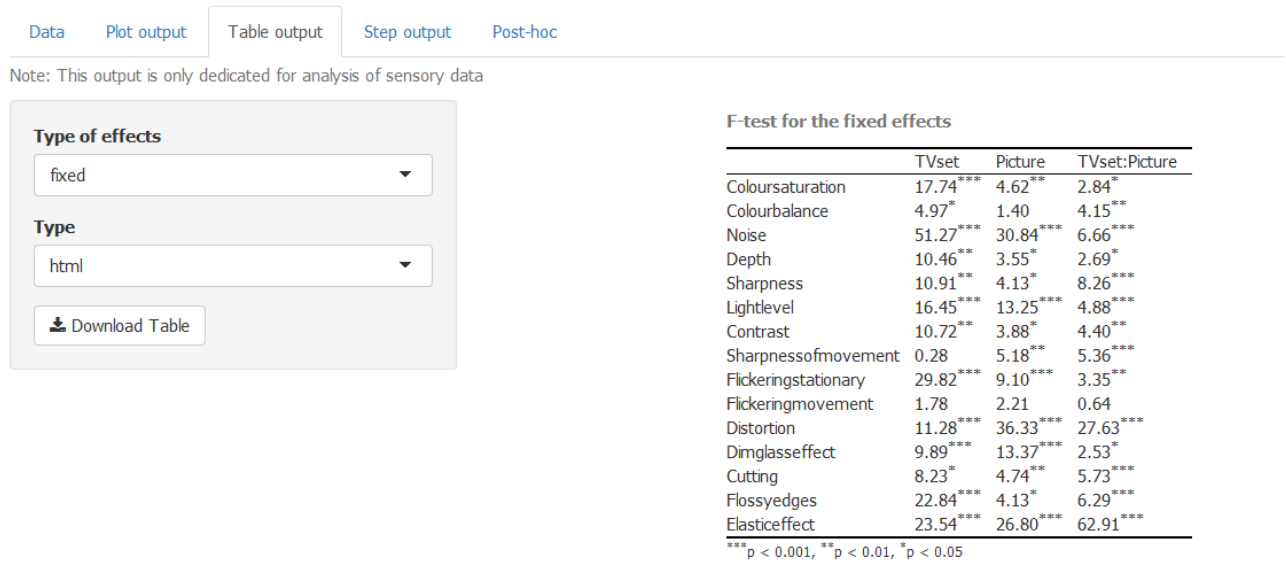 Data Plot output Table output Step output Post-hoc
Note: This output is only dedicated for analysis of sensory data
Type of effects
fixed
Type
html
Download Table
F-test for the fixed effects
TVset Picture TVset:Picture
Coloursaturation 17.74*** 4.62** 2.84*
Colourbalance 4.97* 1.40 4.15**
Noise 51.27*** 30.84*** 6.66***
Depth 10.46** 3.55* 2.69*
Sharpness 10.91** 4.13* 8.26***
Lightlevel 16.45*** 13.25*** 4.88***
Contrast 10.72** 3.88* 4.40**
Sharpnessofmovement 0.28 5.18** 5.36***
Flickeringstationary 29.82*** 9.10*** 3.35**
Flickeringmovement 1.78 2.21 0.64
Distortion 11.28*** 36.33*** 27.63***
Dimglasseffect 9.89*** 13.37*** 2.53*
Cutting 8.23* 4.74** 5.73***
Flossyedges 22.84*** 4.13* 6.29***
Elasticeffect 23.54*** 26.80*** 62.91***
***p < 0.001, **p < 0.01, *p < 0.05